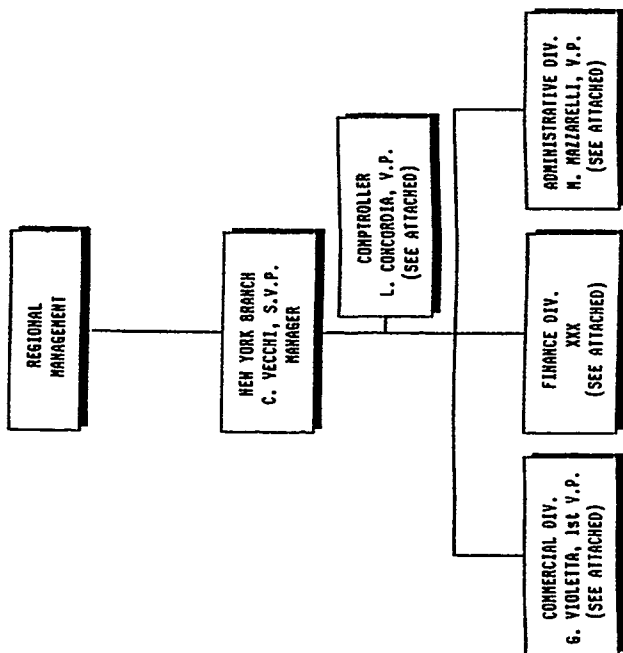 REGIONAL
MANAGEMENT
NEW YORK BRANCH
C. VECCHI, S.V.P.
MANAGER
COMPTROLLER
L. CONCORDIA, V.P.
(SEE ATTACHED)
COMMERCIAL DIV.
G. VIOLETTA, 1st V.P.
(SEE ATTACHED)
FINANCE DIV.
XXX
(SEE ATTACHED)
ADMINISTRATIVE DIV.
M. MAZZARELLI, V.P.
(SEE ATTACHED)